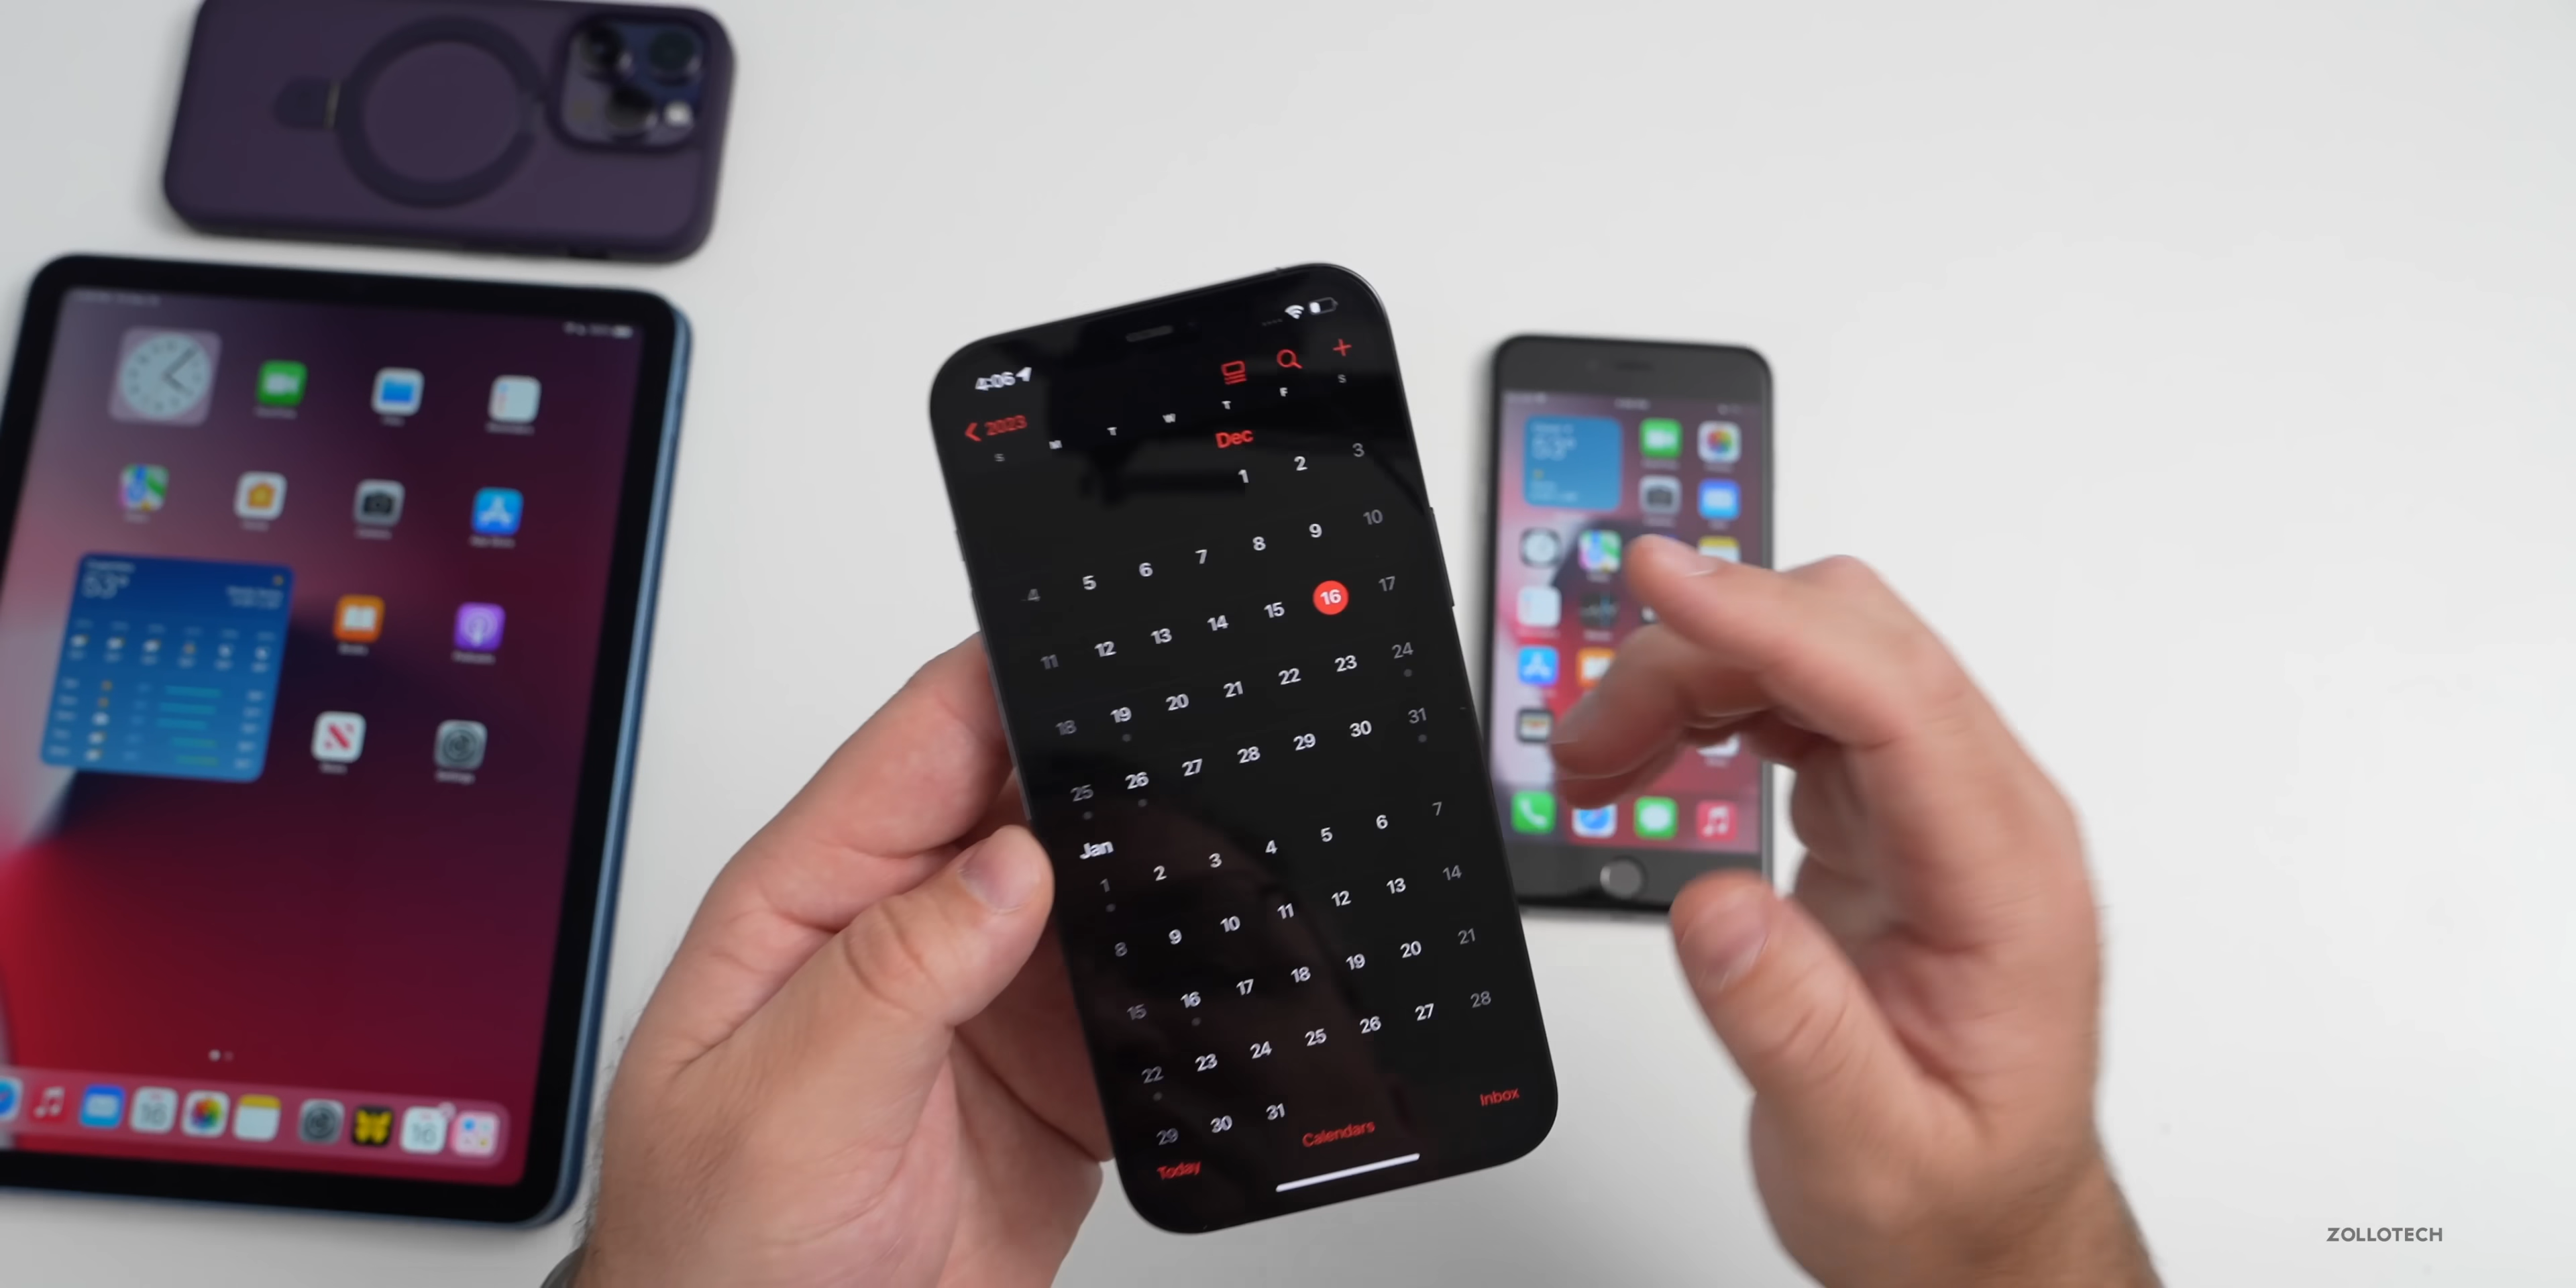 4:06
2023
S M T W T F S
Dec
1 2 3
4 5 6 7 8 9 10
11 12 13 14 15 16 17
18 19 20 21 22 23 24
25 26 27 28 29 30 31
Jan
1 2 3 4 5 6 7
8 9 10 11 12 13 14
15 16 17 18 19 20 21
22 23 24 25 26 27 28
29 30 31
Today Calendars Inbox
53°
16
16
ZOLLOTECH